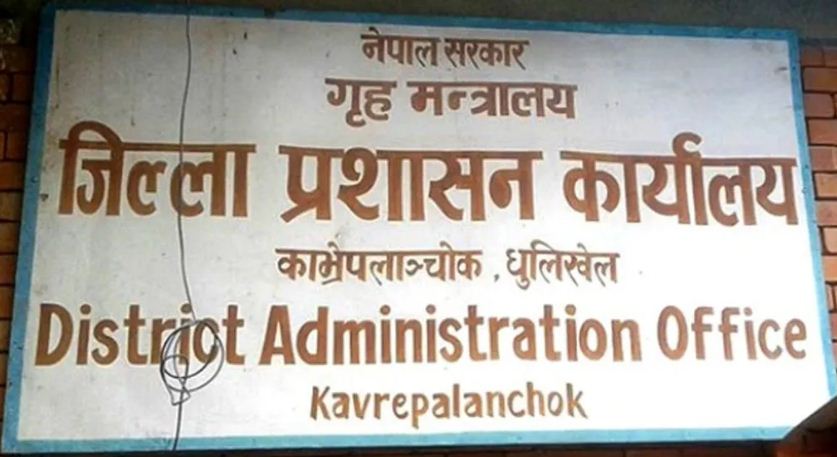 नेपाल सरकार
गृह मन्त्रालय
जिल्ला प्रशासन कार्यालय
काभ्रेपलाञ्चोक , धुलिखेल
District Administration Office
Kavrepalanchok